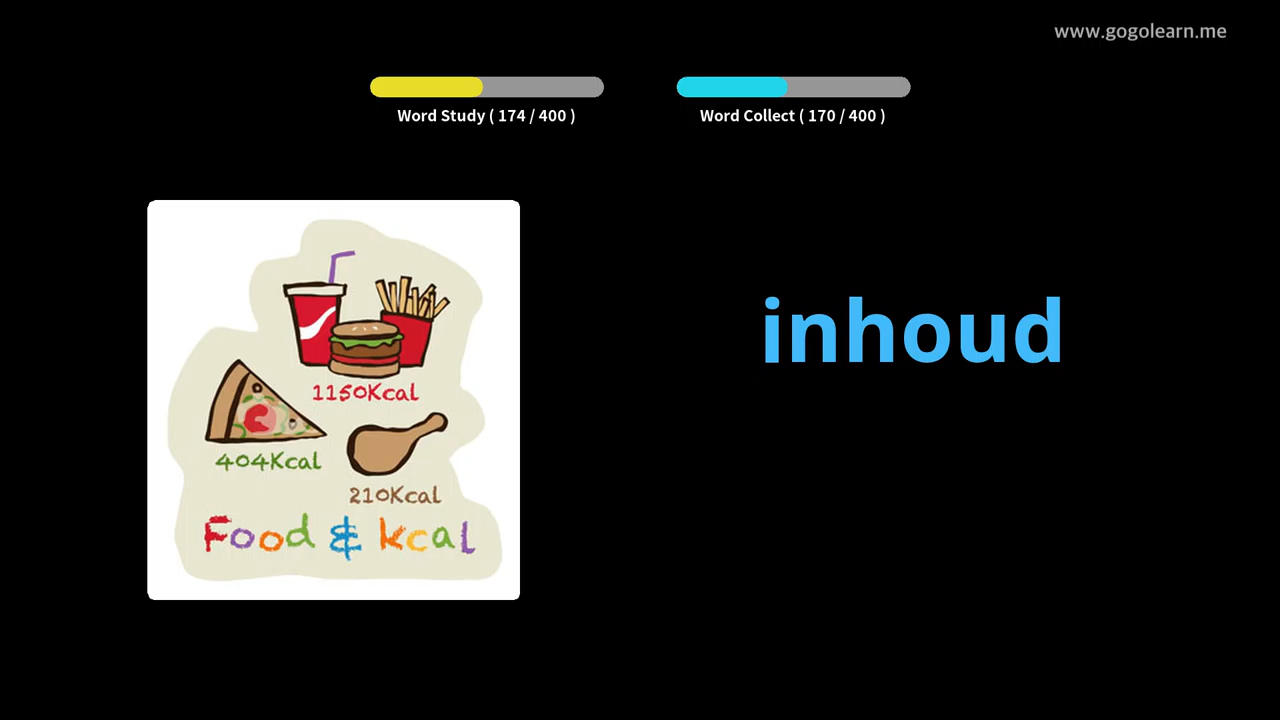 www.gogolearn.me
Word Study ( 174 / 400 )
Word Collect ( 170 / 400 )
inhoud
1150Kcal
404Kcal
210Kcal
Food & kcal